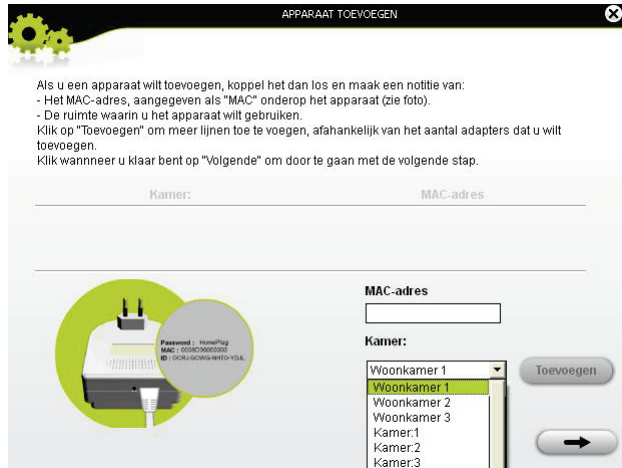 APPARAAT TOEVOEGEN
Als u een apparaat wilt toevoegen, koppel het dan los en maak een notitie van:
- Het MAC-adres, aangegeven als "MAC" onderop het apparaat (zie foto).
- De ruimte waarin u het apparaat wilt gebruiken.
Klik op "Toevoegen" om meer lijnen toe te voegen, afahankelijk van het aantal adapters dat u wilt
toevoegen.
Klik wannneer u klaar bent op "Volgende" om door te gaan met de volgende stap.
Kamer: MAC-adres
Password : HomePlug
MAC :
ID :
MAC-adres
Kamer:
Woonkamer 1
Toevoegen
Woonkamer 1
Woonkamer 2
Woonkamer 3
Kamer:1
Kamer:2
Kamer:3